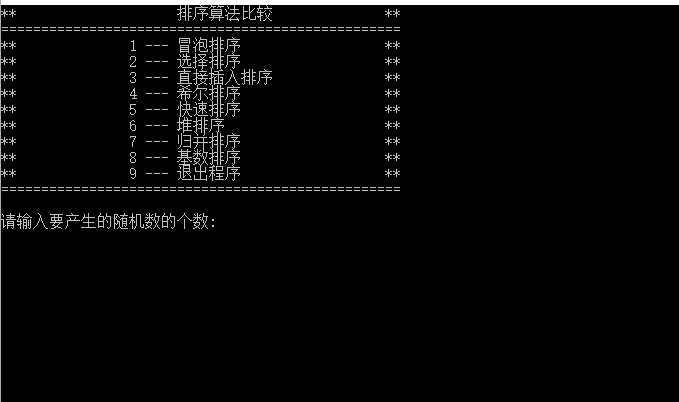 **                    排序算法比较              **
==================================================
**              1 --- 冒泡排序                  **
**              2 --- 选择排序                  **
**              3 --- 直接插入排序              **
**              4 --- 希尔排序                  **
**              5 --- 快速排序                  **
**              6 --- 堆排序                    **
**              7 --- 归并排序                  **
**              8 --- 基数排序                  **
**              9 --- 退出程序                  **
==================================================
请输入要产生的随机数的个数: